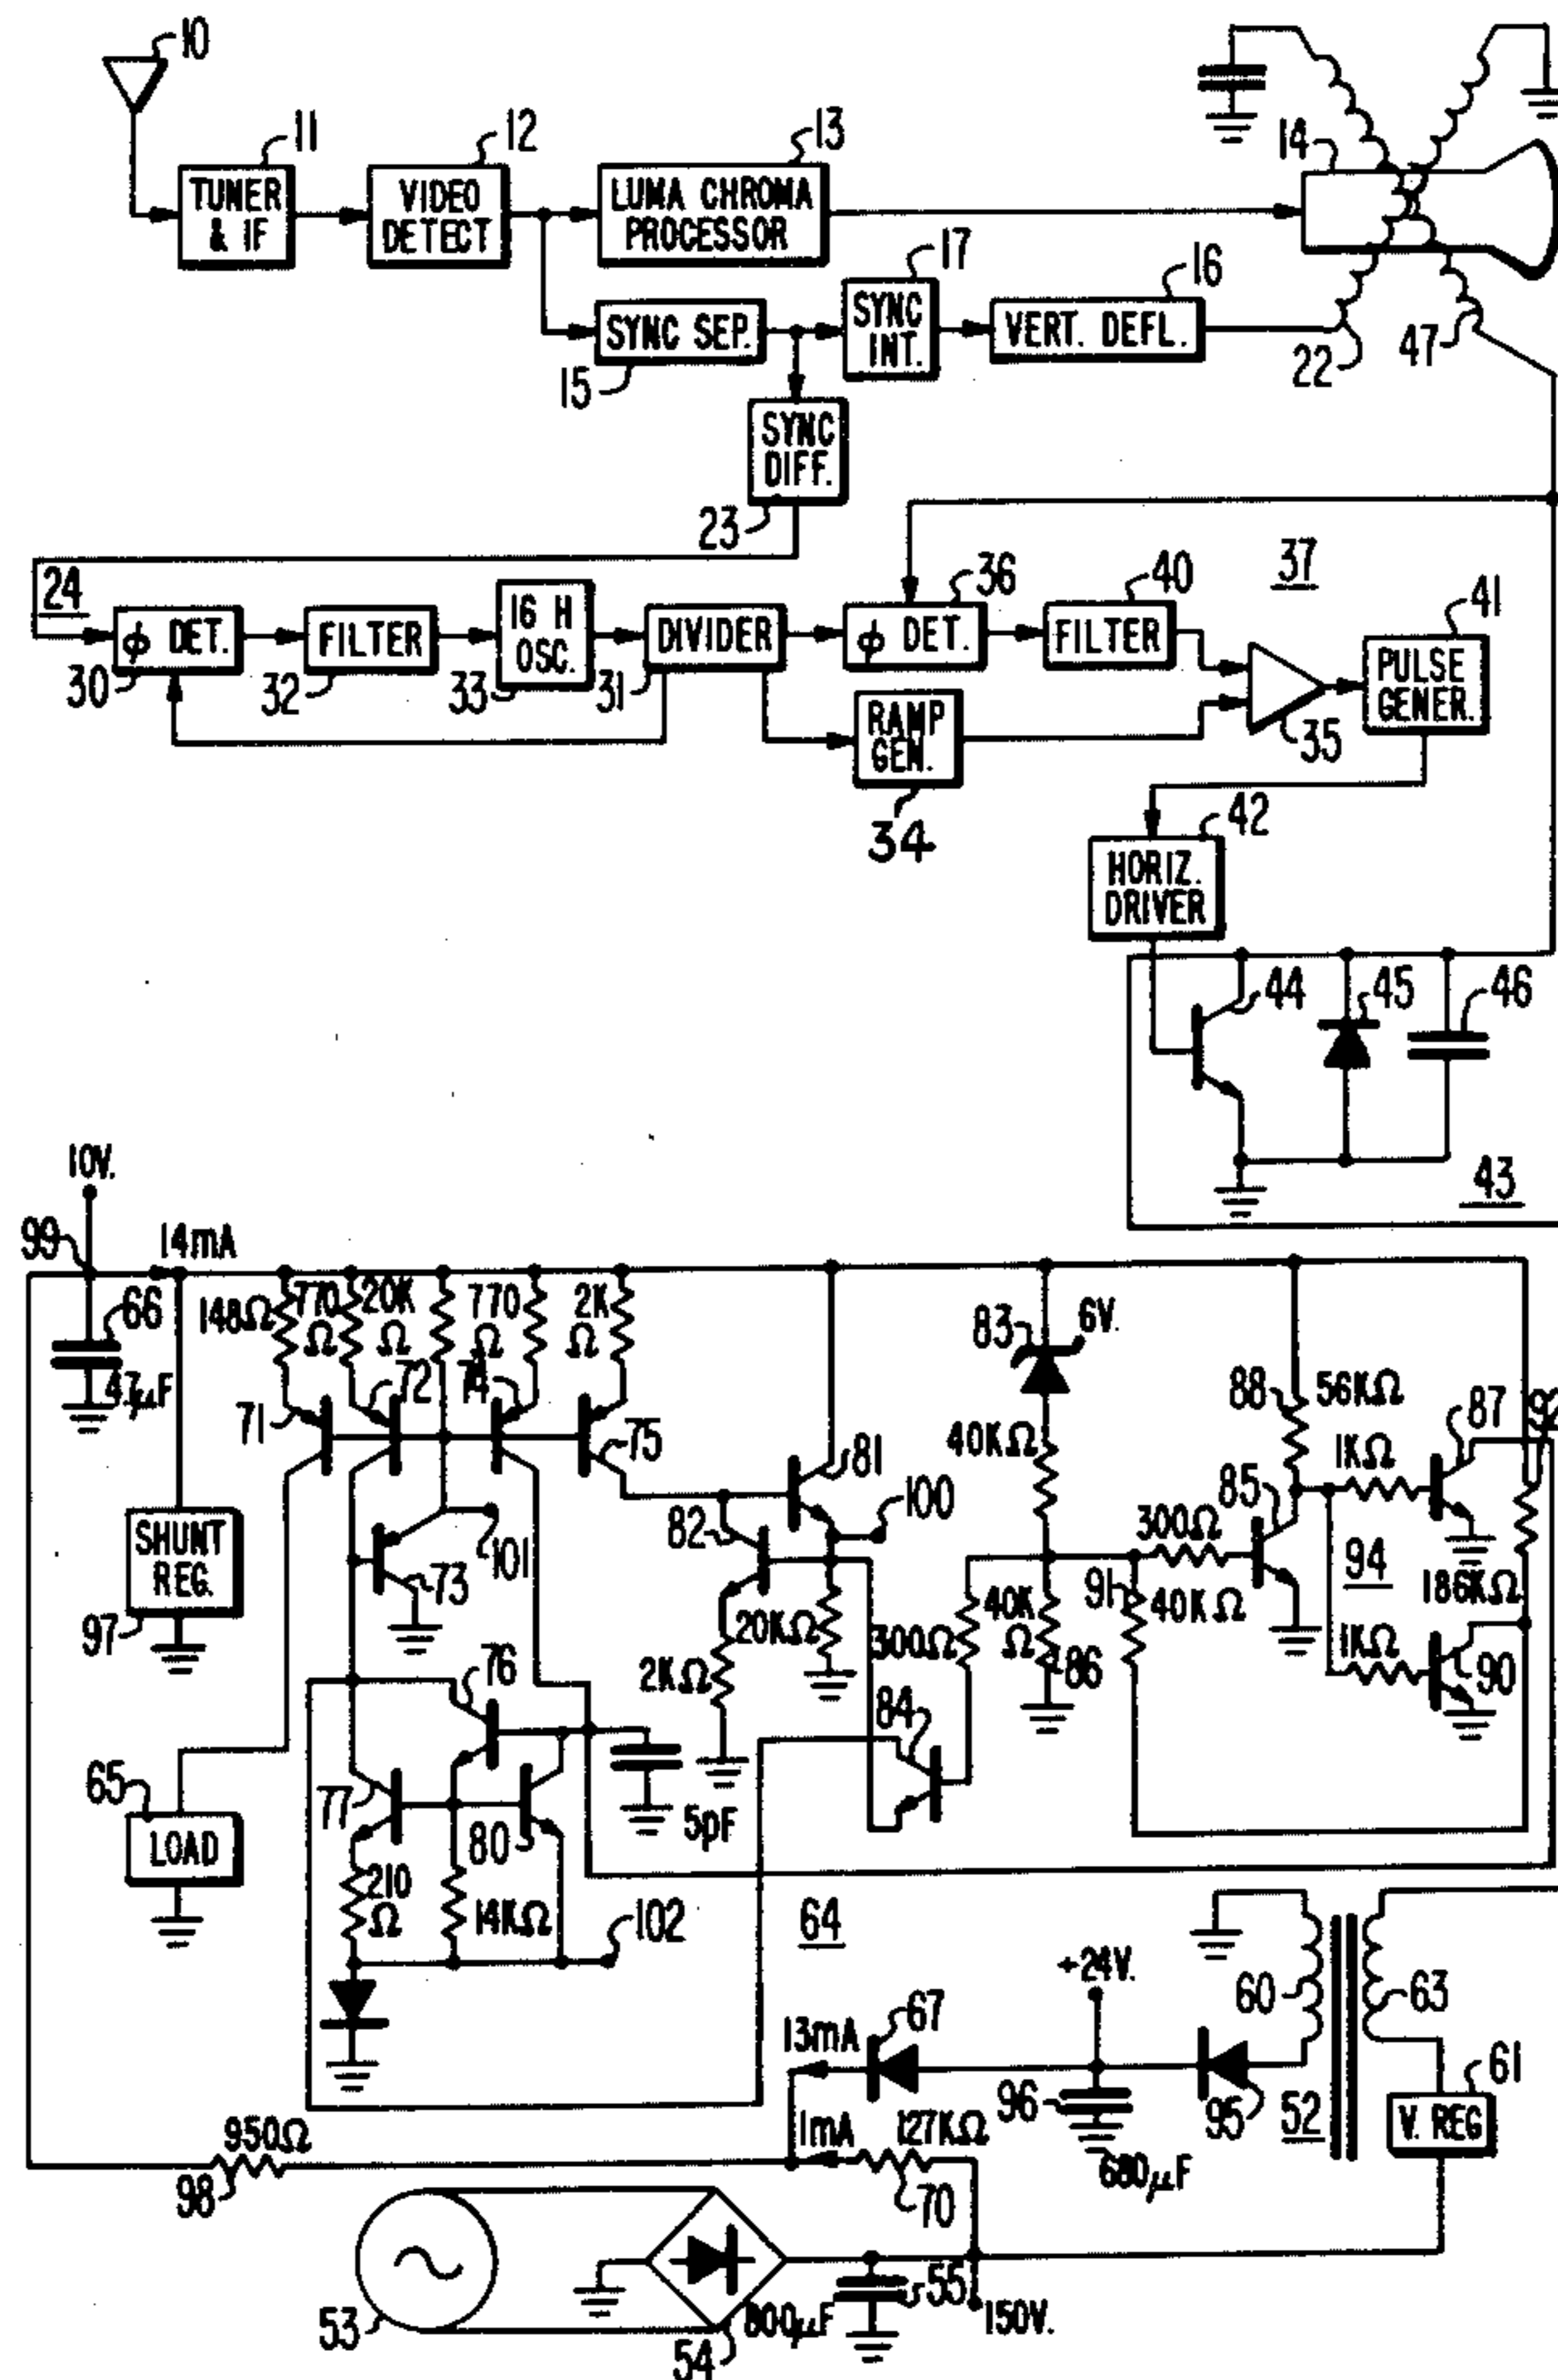 10
11
12
13
14
TUNER
& IF
VIDEO
DETECT
LUMA CHROMA
PROCESSOR
17
16
SYNC SEP.
SYNC
INT.
VERT. DEFL.
15
22
47
SYNC
DIFF.
23
24
36
40
37
41
φ DET.
FILTER
16 H
OSC.
DIVIDER
φ DET.
FILTER
PULSE
GENER.
30
32
33
31
RAMP
GEN.
35
34
42
HORIZ.
DRIVER
44
45
46
43
10V.
99
14mA
66
148Ω
770
Ω
20K
Ω
770
Ω
2K
Ω
83
6V.
47μF
72
74
88
56KΩ
87
92
71
75
81
40KΩ
1KΩ
100
85
82
300Ω
SHUNT
REG.
101
94
73
91
40KΩ
186KΩ
97
20KΩ
300Ω
40K
Ω
1KΩ
76
2KΩ
86
90
84
65
77
5pF
LOAD
80
210
Ω
14KΩ
102
64
+24V.
60
63
67
13mA
61
96
95
52
V. REG
950Ω
1mA
127KΩ
680μF
98
70
55
53
800μF
150V.
54